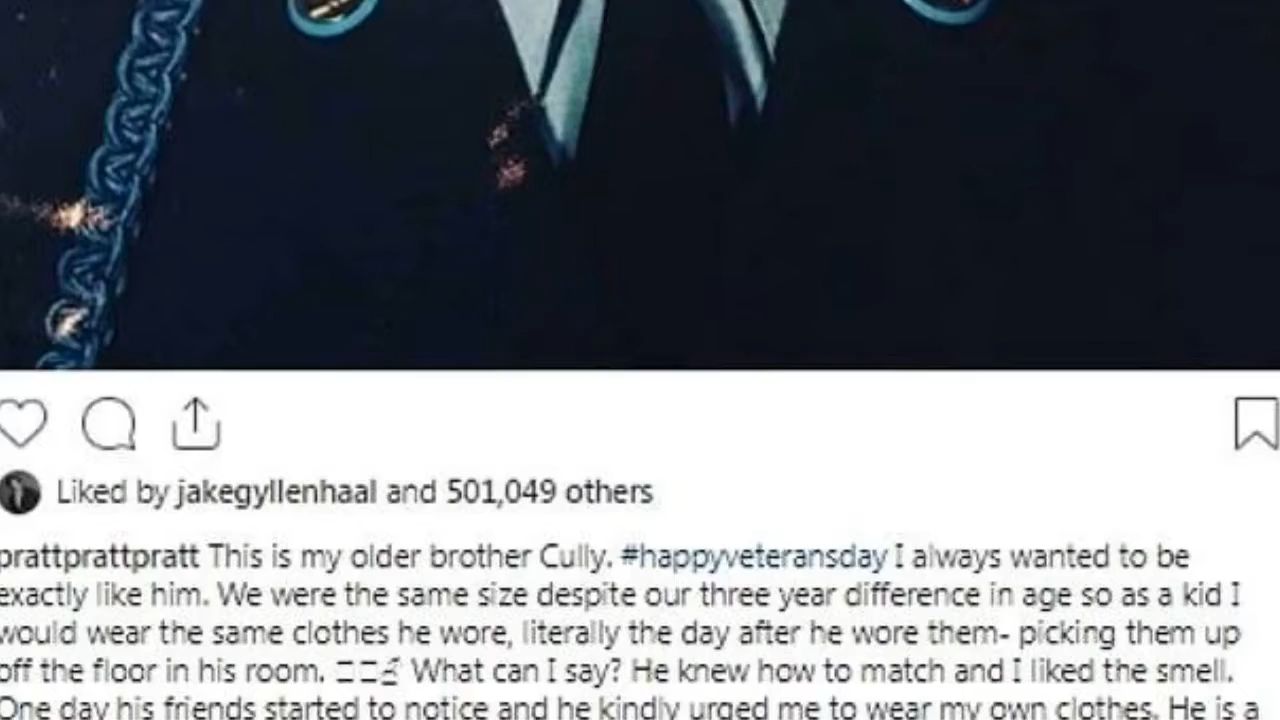 Liked by jakegyllenhaal and 501,049 others
prattprattpratt This is my older brother Cully. #happyveteransday I always wanted to be
exactly like him. We were the same size despite our three year difference in age so as a kid I
would wear the same clothes he wore, literally the day after he wore them- picking them up
off the floor in his room. What can I say? He knew how to match and I liked the smell.
One day his friends started to notice and he kindly urged me to wear my own clothes. He is a